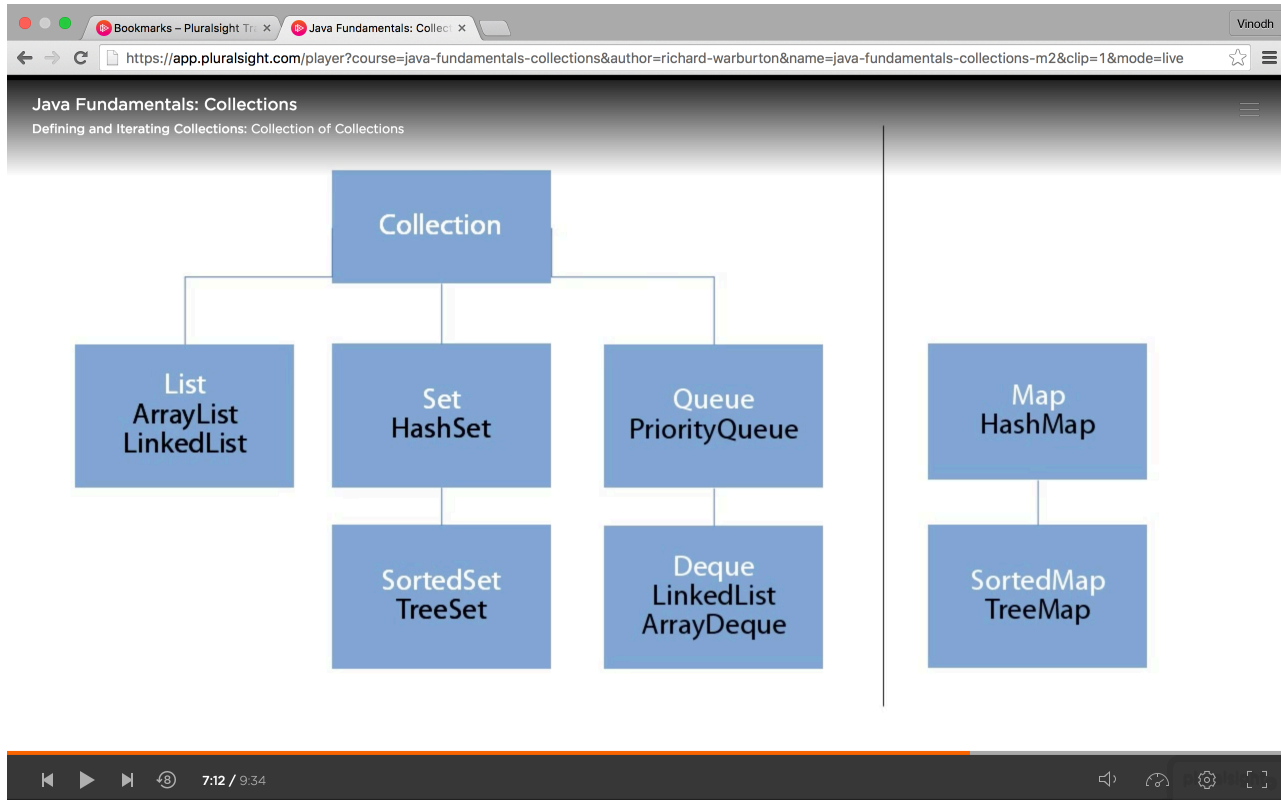 Bookmarks – Pluralsight Tr
Java Fundamentals: Collect
Vinodh
https://app.pluralsight.com/player?course=java-fundamentals-collections&author=richard-warburton&name=java-fundamentals-collections-m2&clip=1&mode=live
Java Fundamentals: Collections
Defining and Iterating Collections: Collection of Collections
Collection
List
ArrayList
LinkedList
Set
HashSet
Queue
PriorityQueue
Map
HashMap
SortedSet
TreeSet
Deque
LinkedList
ArrayDeque
SortedMap
TreeMap
8
7:12 / 9:34